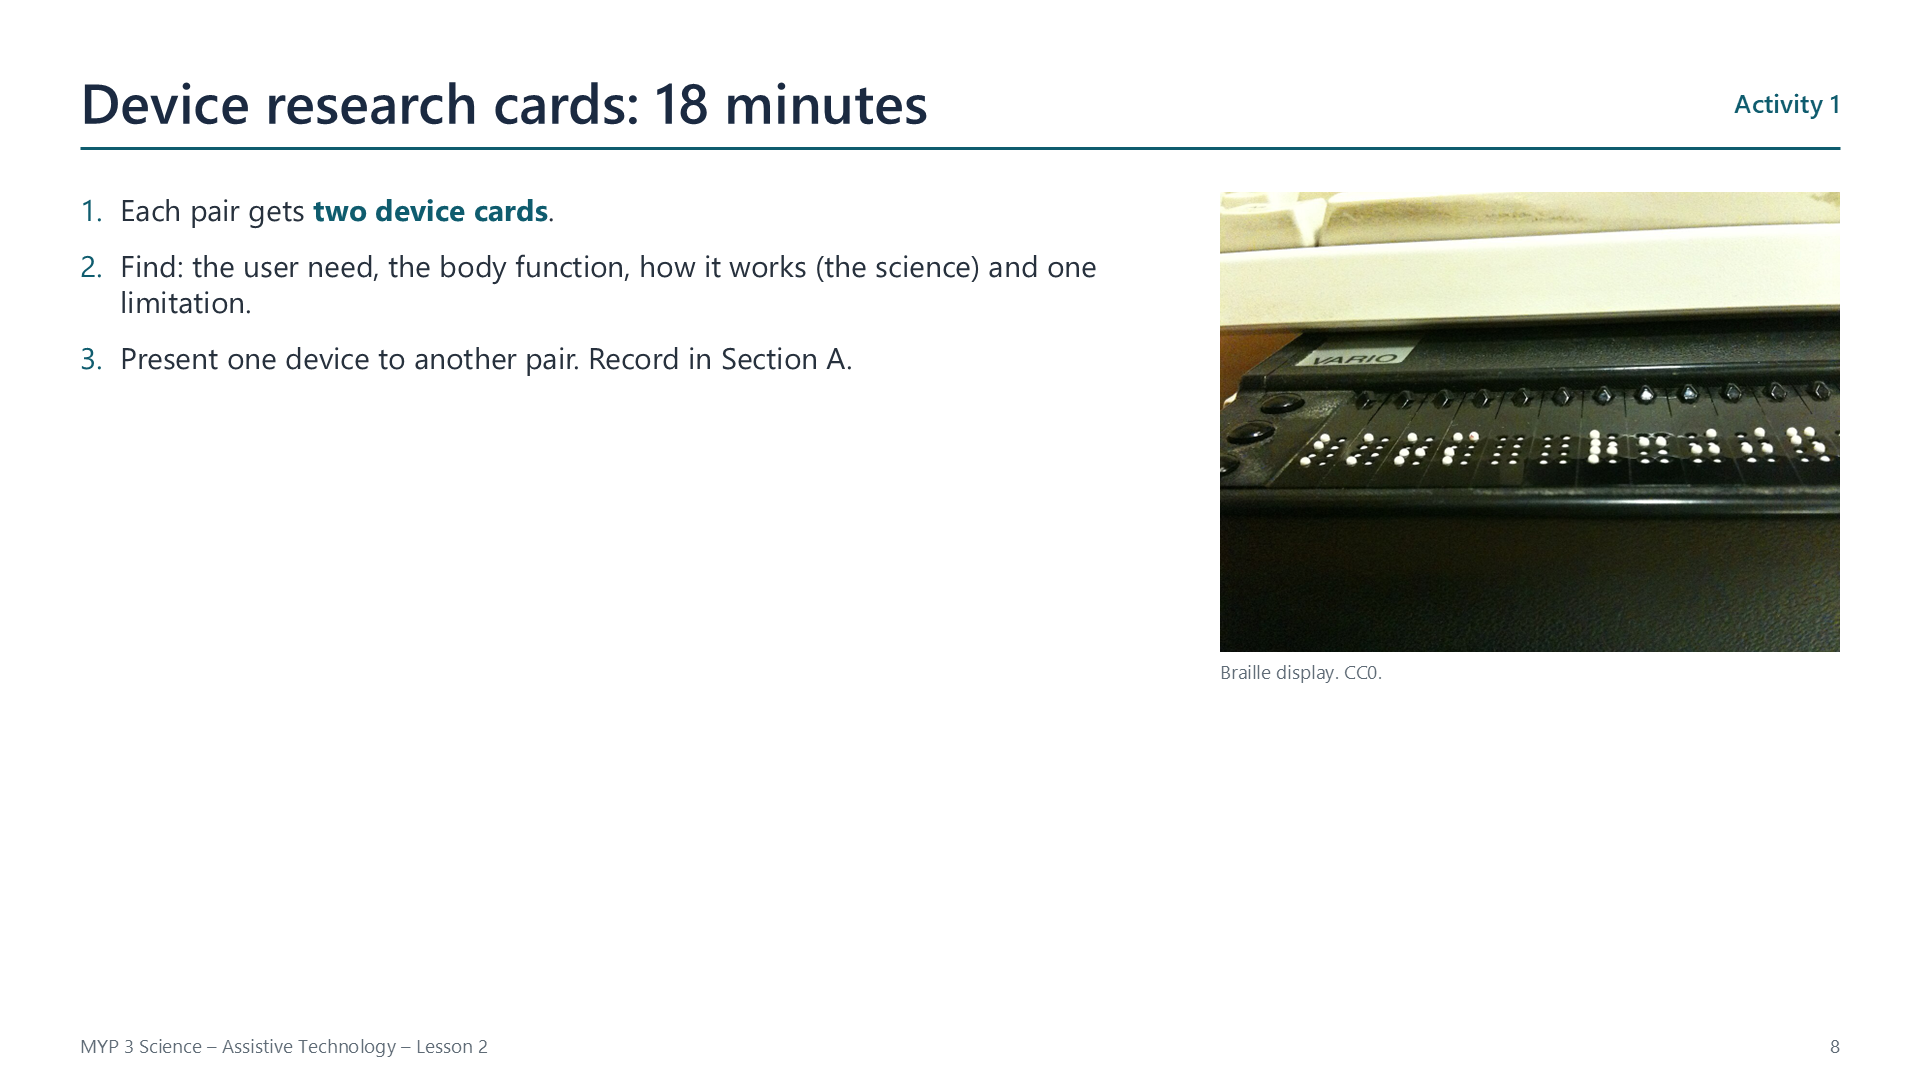 Device research cards: 18 minutes
Activity 1
1. Each pair gets two device cards.
2. Find: the user need, the body function, how it works (the science) and one
limitation.
3. Present one device to another pair. Record in Section A.
VARIO
Braille display. CC0.
MYP 3 Science – Assistive Technology – Lesson 2
8